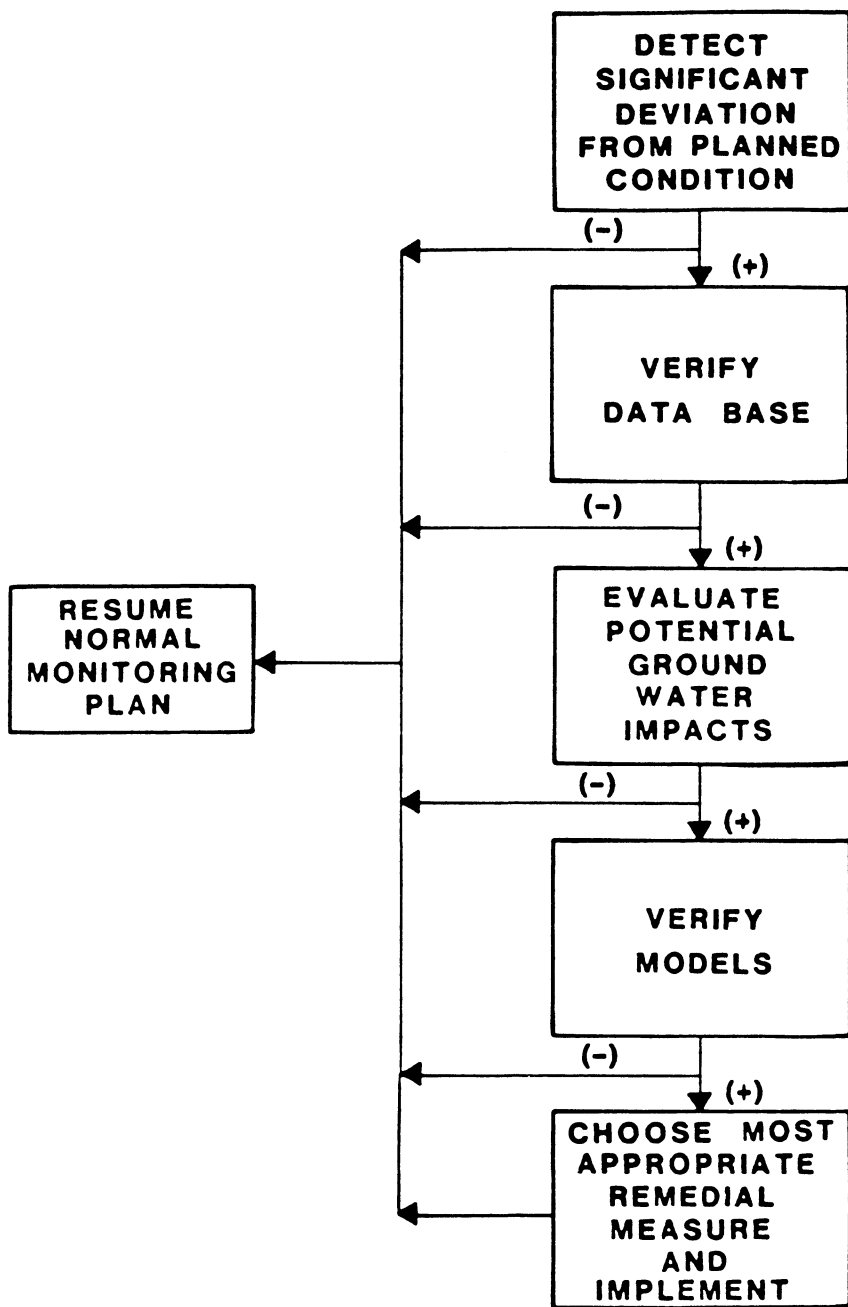 DETECT
SIGNIFICANT
DEVIATION
FROM PLANNED
CONDITION
(-)
(+)
VERIFY
DATA BASE
(-)
(+)
RESUME
NORMAL
MONITORING
PLAN
EVALUATE
POTENTIAL
GROUND
WATER
IMPACTS
(-)
(+)
VERIFY
MODELS
(-)
(+)
CHOOSE MOST
APPROPRIATE
REMEDIAL
MEASURE
AND
IMPLEMENT